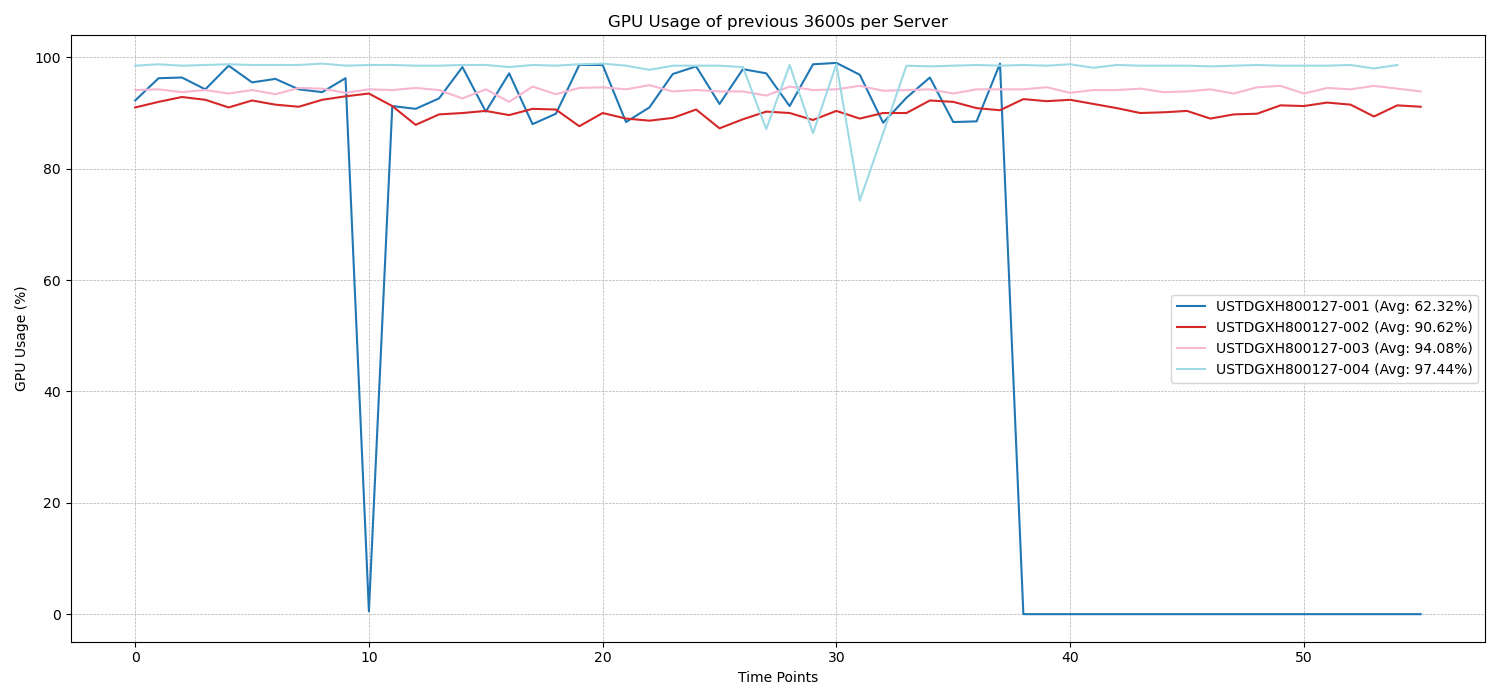 GPU Usage of previous 3600s per Server
100
80
60
40
20
0
GPU Usage (%)
USTDGXH800127-001 (Avg: 62.32%)
USTDGXH800127-002 (Avg: 90.62%)
USTDGXH800127-003 (Avg: 94.08%)
USTDGXH800127-004 (Avg: 97.44%)
0 10 20 30 40 50
Time Points